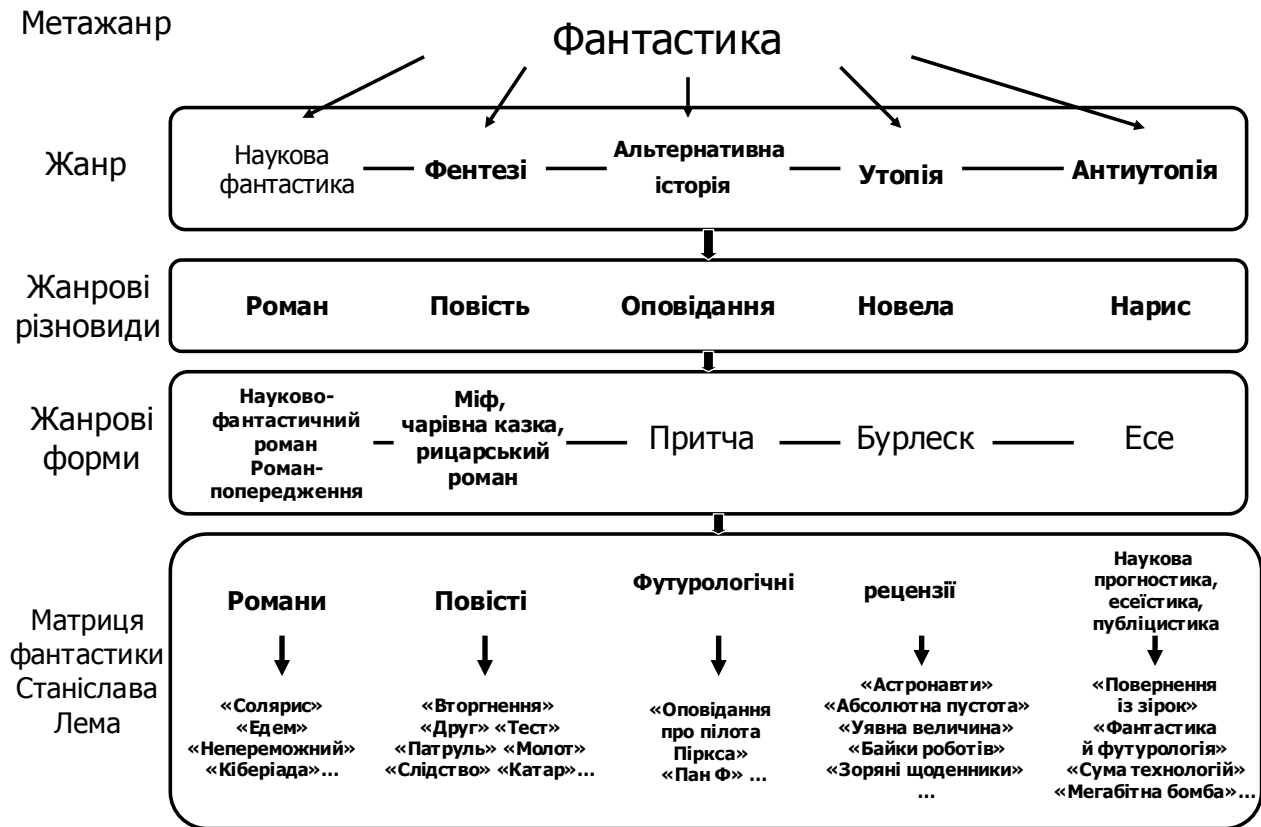 Метажанр
Фантастика
Жанр
Наукова
фантастика
Фентезі
Альтернативна
історія
Утопія
Антиутопія
Жанрові
різновиди
Роман
Повість
Оповідання
Новела
Нарис
Жанрові
форми
Науково-
фантастичний
роман
Роман-
попередження
Міф,
чарівна казка,
рицарський
роман
Притча
Бурлеск
Есе
Матриця
фантастики
Станіслава
Лема
Романи
«Солярис»
«Едем»
«Непереможний»
«Кіберіада»…
Повісті
«Вторгнення»
«Друг» «Тест»
«Патруль» «Молот»
«Слідство» «Катар»…
Футурологічні
«Оповідання
про пілота
Піркса»
«Пан Ф» …
рецензії
«Астронавти»
«Абсолютна пустота»
«Уявна величина»
«Байки роботів»
«Зоряні щоденники»
…
Наукова
прогностика,
есеїстика,
публіцистика
«Повернення
із зірок»
«Фантастика
й футурологія»
«Сума технологій»
«Мегабітна бомба»…